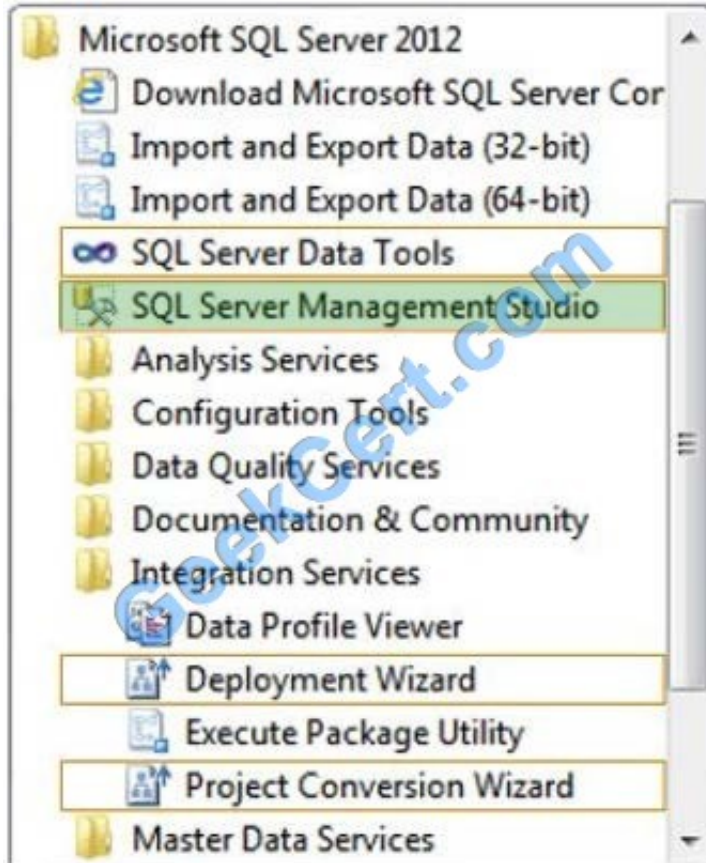 Microsoft SQL Server 2012
Download Microsoft SQL Server Cor
Import and Export Data (32-bit)
Import and Export Data (64-bit)
SQL Server Data Tools
SQL Server Management Studio
Analysis Services
Configuration Tools
Data Quality Services
Documentation & Community
Integration Services
Data Profile Viewer
Deployment Wizard
Execute Package Utility
Project Conversion Wizard
Master Data Services
GeekCert.com